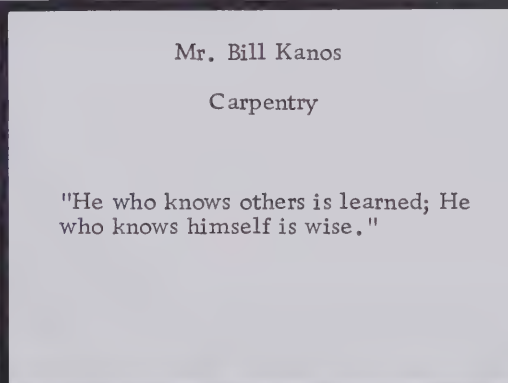 Mr. Bill Kanos
Carpentry
"He who knows others is learned; He
who knows himself is wise."